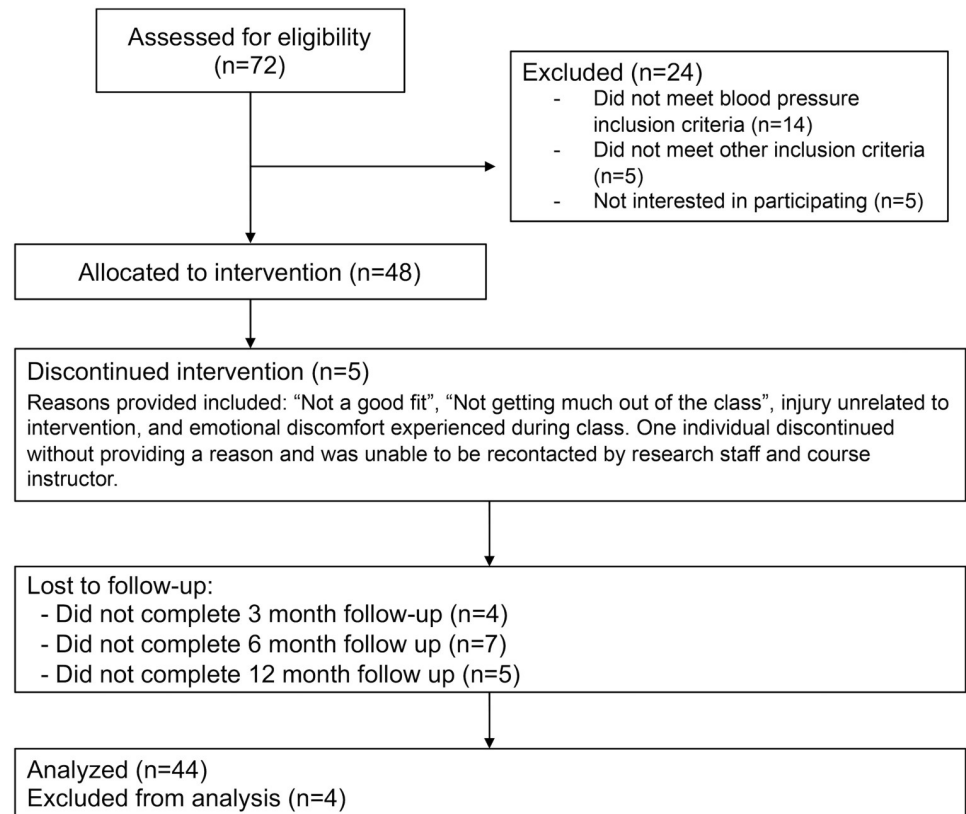 Assessed for eligibility
(n=72)
Excluded (n=24)
- Did not meet blood pressure
inclusion criteria (n=14)
- Did not meet other inclusion criteria
(n=5)
- Not interested in participating (n=5)
Allocated to intervention (n=48)
Discontinued intervention (n=5)
Reasons provided included: “Not a good fit”, “Not getting much out of the class”, injury unrelated to
intervention, and emotional discomfort experienced during class. One individual discontinued
without providing a reason and was unable to be recontacted by research staff and course
instructor.
Lost to follow-up:
- Did not complete 3 month follow-up (n=4)
- Did not complete 6 month follow up (n=7)
- Did not complete 12 month follow up (n=5)
Analyzed (n=44)
Excluded from analysis (n=4)